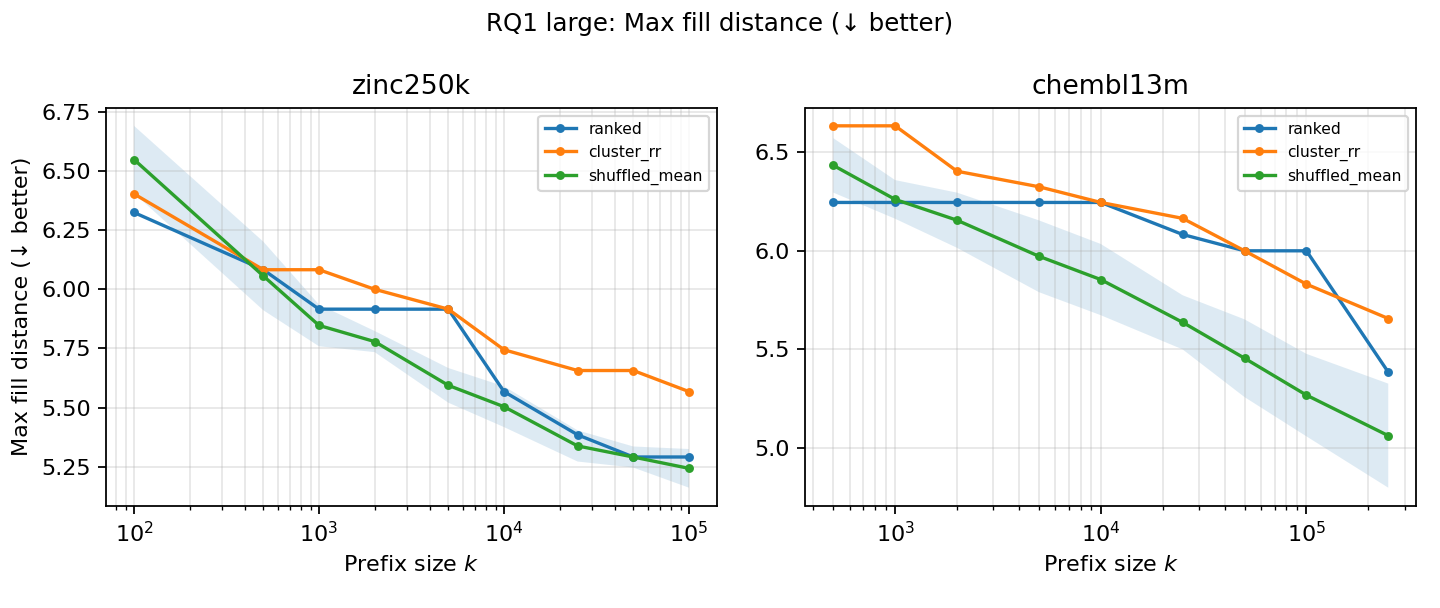 RQ1 large: Max fill distance (↓ better)
zinc250k
Max fill distance (↓ better)
6.75
6.50
6.25
6.00
5.75
5.50
5.25
ranked
cluster_rr
shuffled_mean
10²
10³
10⁴
10⁵
Prefix size k
chembl13m
6.5
6.0
5.5
5.0
ranked
cluster_rr
shuffled_mean
10³
10⁴
10⁵
Prefix size k